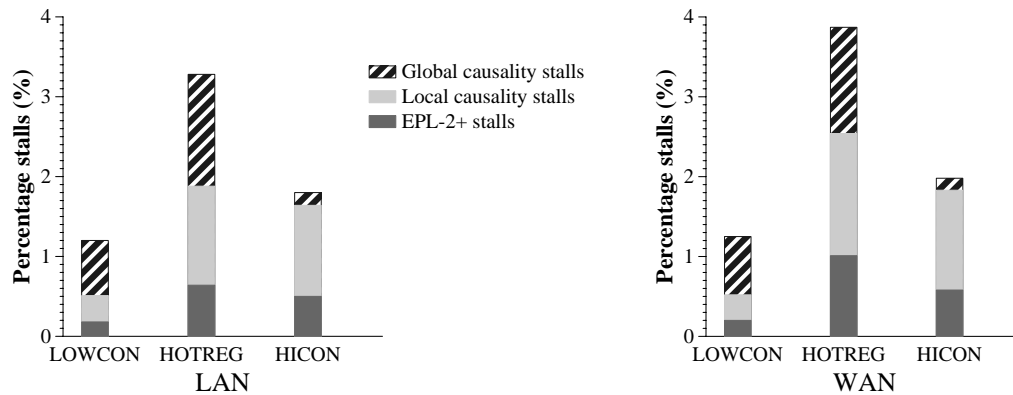 Percentage stalls (%)
4
3
2
1
0
LOWCON HOTREG HICON
LAN
Global causality stalls
Local causality stalls
EPL-2+ stalls
Percentage stalls (%)
4
3
2
1
0
LOWCON HOTREG HICON
WAN